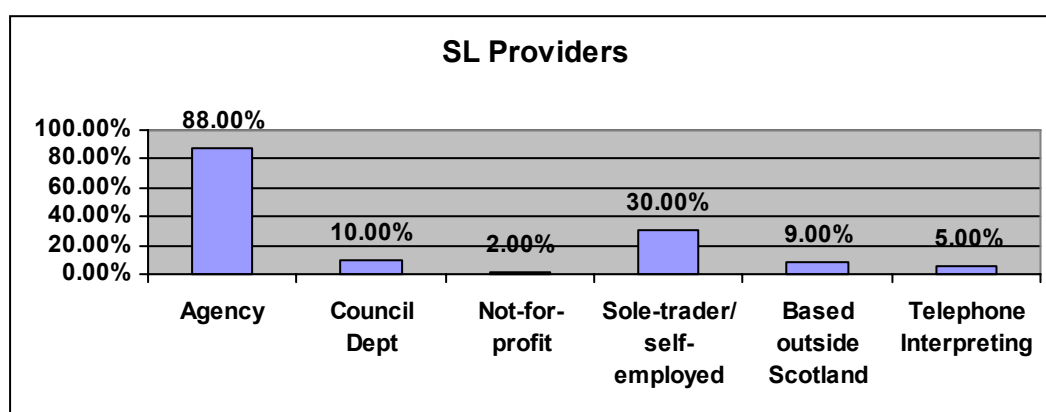 SL Providers
88.00%
100.00%
80.00%
60.00%
40.00%
20.00%
0.00%
10.00%
2.00%
30.00%
9.00%
5.00%
Agency
Council
Dept
Not-for-
profit
Sole-trader/
self-
employed
Based
outside
Scotland
Telephone
Interpreting